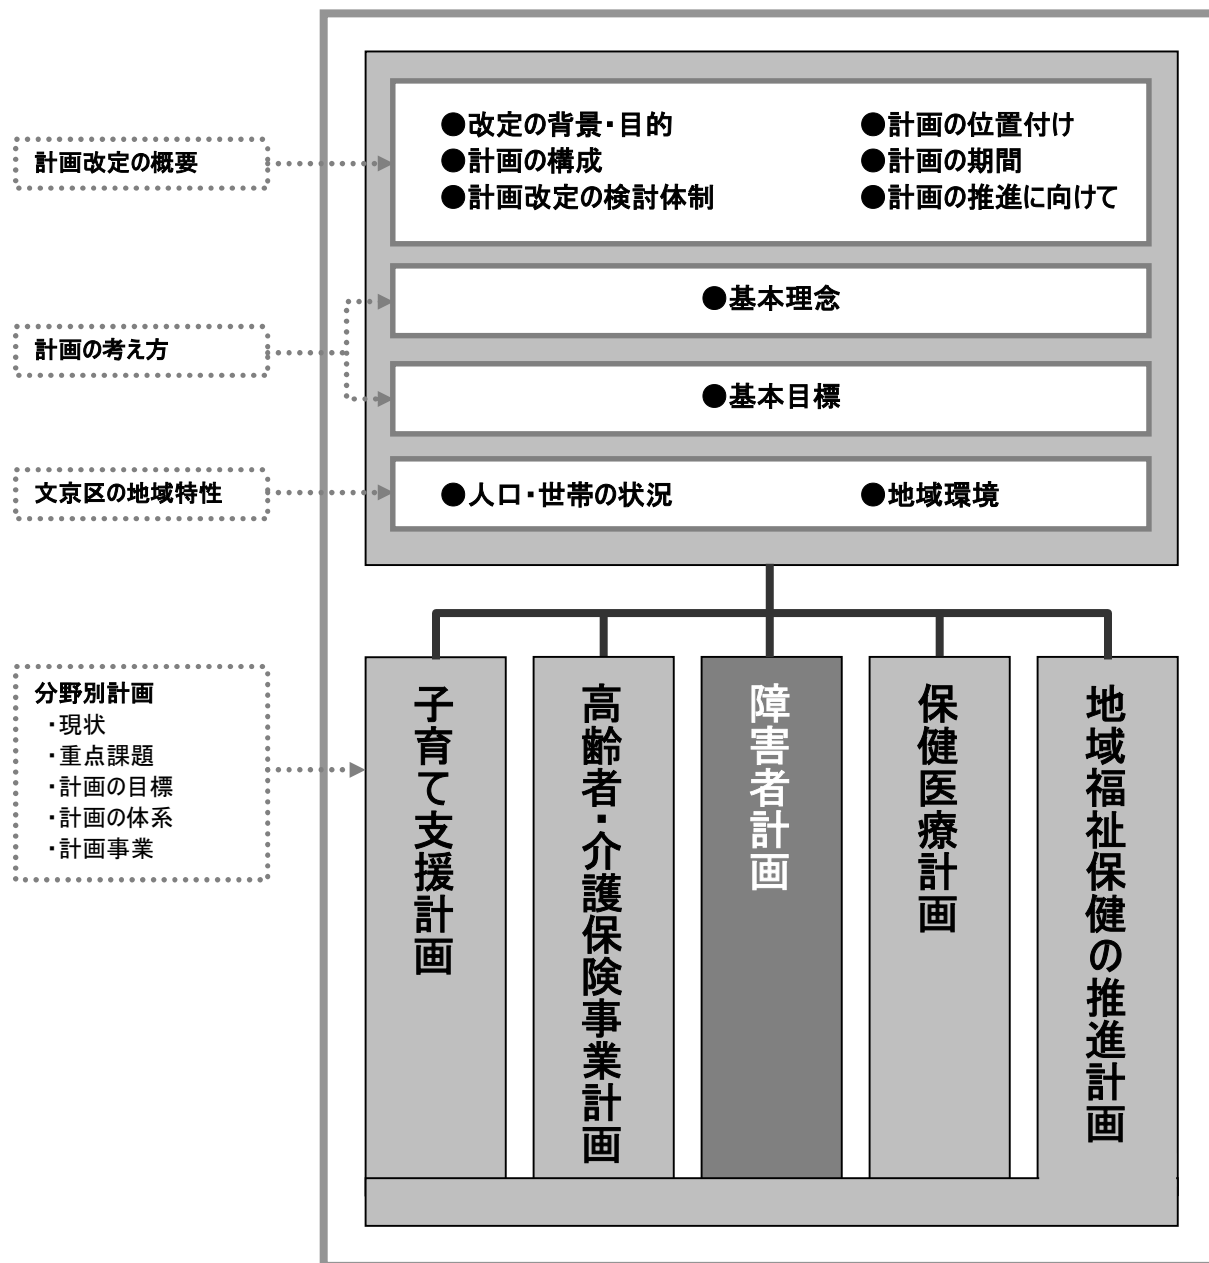 計画改定の概要
●改定の背景・目的
●計画の位置付け
●計画の構成
●計画の期間
●計画改定の検討体制
●計画の推進に向けて
計画の考え方
●基本理念
●基本目標
文京区の地域特性
●人口・世帯の状況
●地域環境
分野別計画
・現状
・重点課題
・計画の目標
・計画の体系
・計画事業
子育て支援計画
高齢者・介護保険事業計画
障害者計画
保健医療計画
地域福祉保健の推進計画